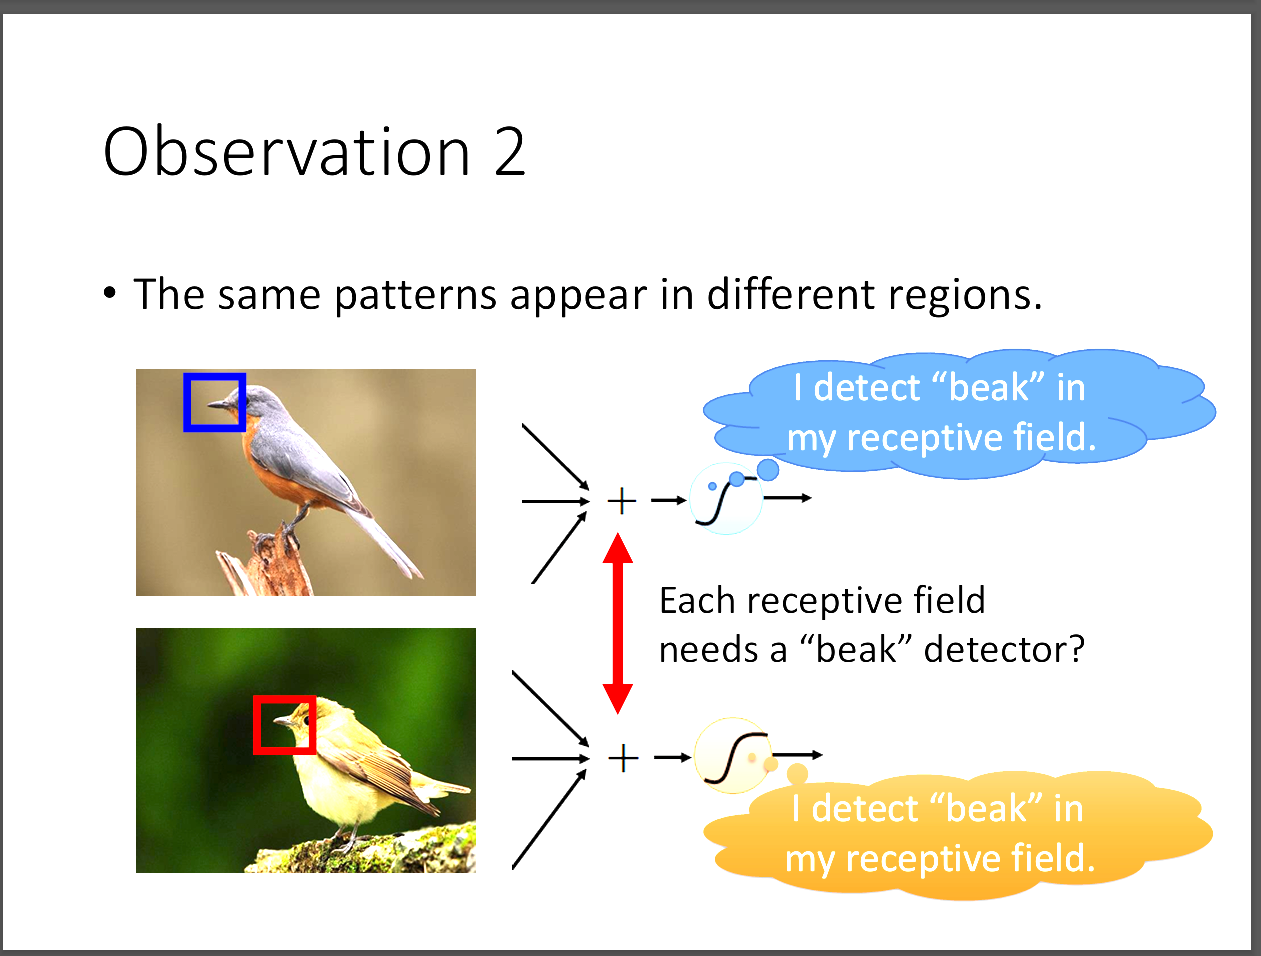 Observation 2
• The same patterns appear in different regions.
I detect “beak” in
my receptive field.
+
Each receptive field
needs a “beak” detector?
+
I detect “beak” in
my receptive field.